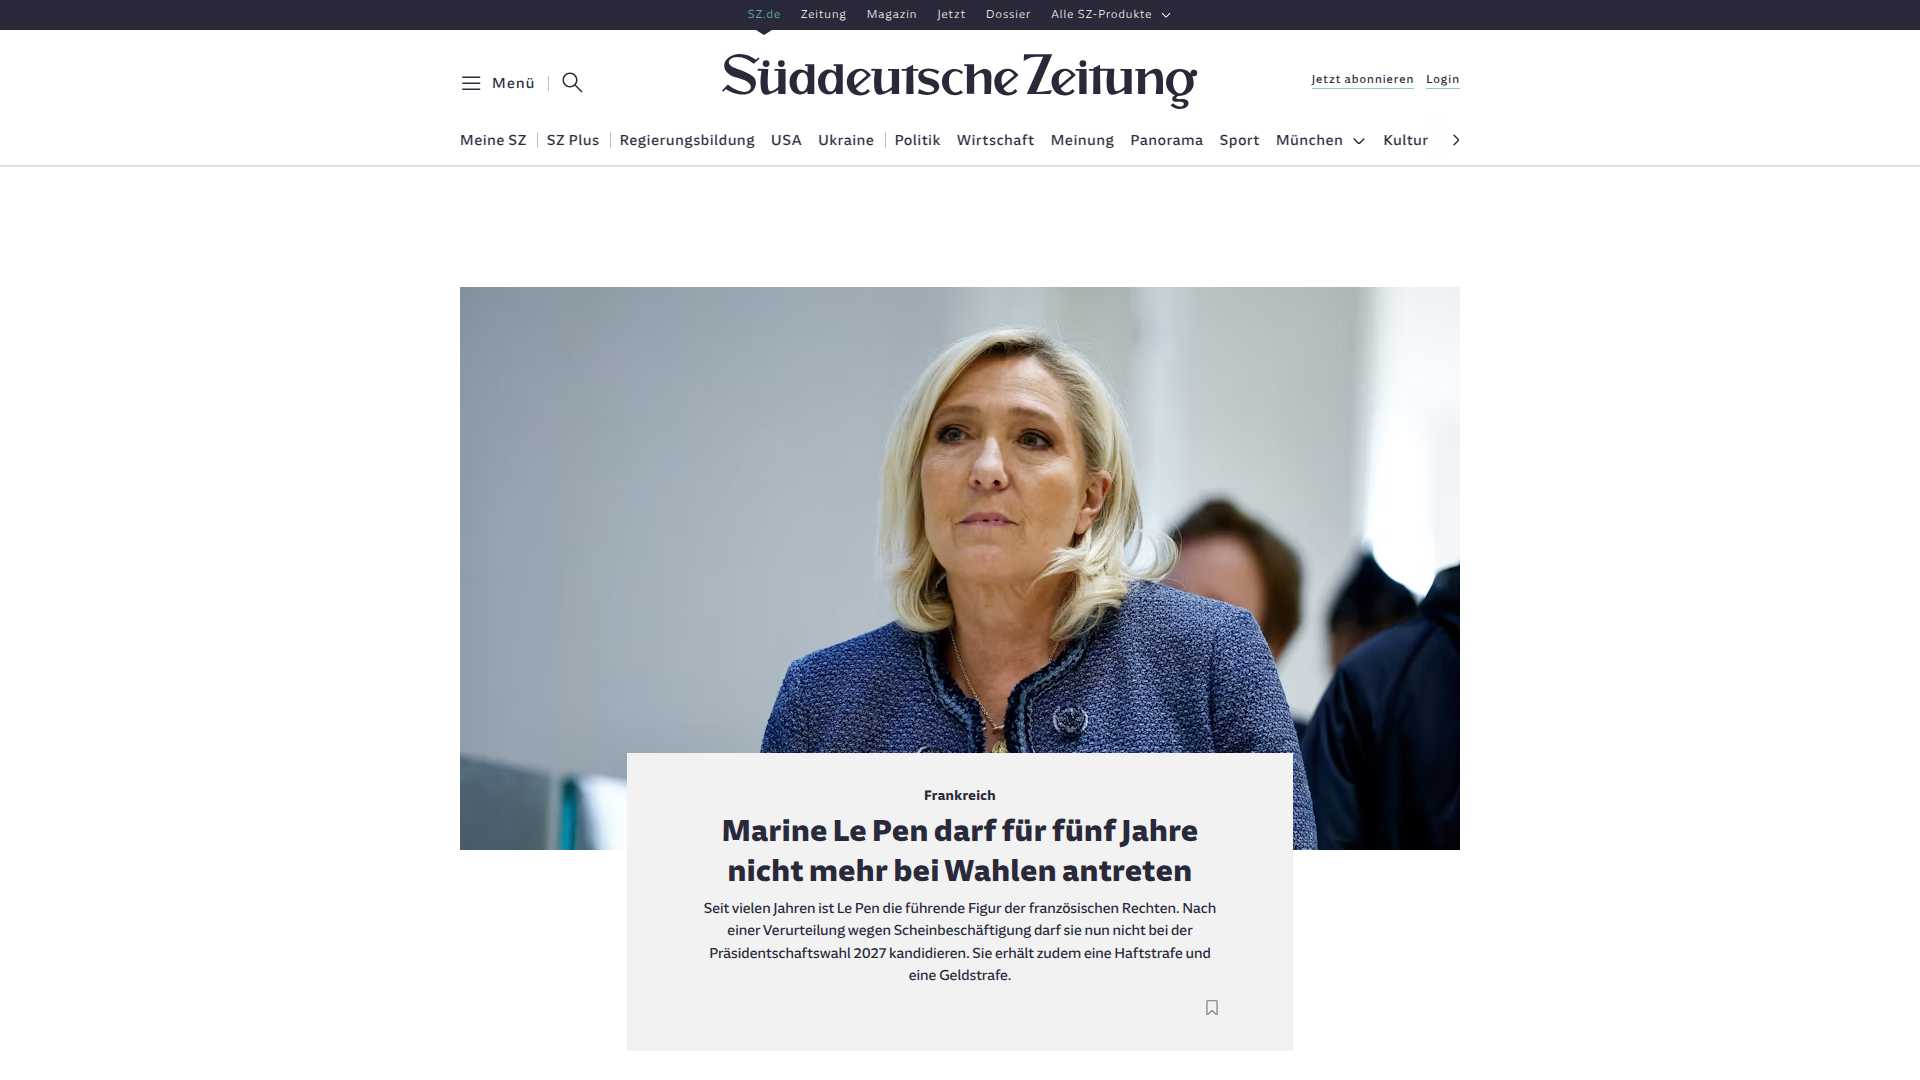 SZ.de Zeitung Magazin Jetzt Dossier Alle SZ-Produkte
Menü
Süddeutsche Zeitung
Jetzt abonnieren Login
Meine SZ SZ Plus Regierungsbildung USA Ukraine Politik Wirtschaft Meinung Panorama Sport München Kultur
Frankreich
Marine Le Pen darf für fünf Jahre
nicht mehr bei Wahlen antreten
Seit vielen Jahren ist Le Pen die führende Figur der französischen Rechten. Nach
einer Verurteilung wegen Scheinbeschäftigung darf sie nun nicht bei der
Präsidentschaftswahl 2027 kandidieren. Sie erhält zudem eine Haftstrafe und
eine Geldstrafe.